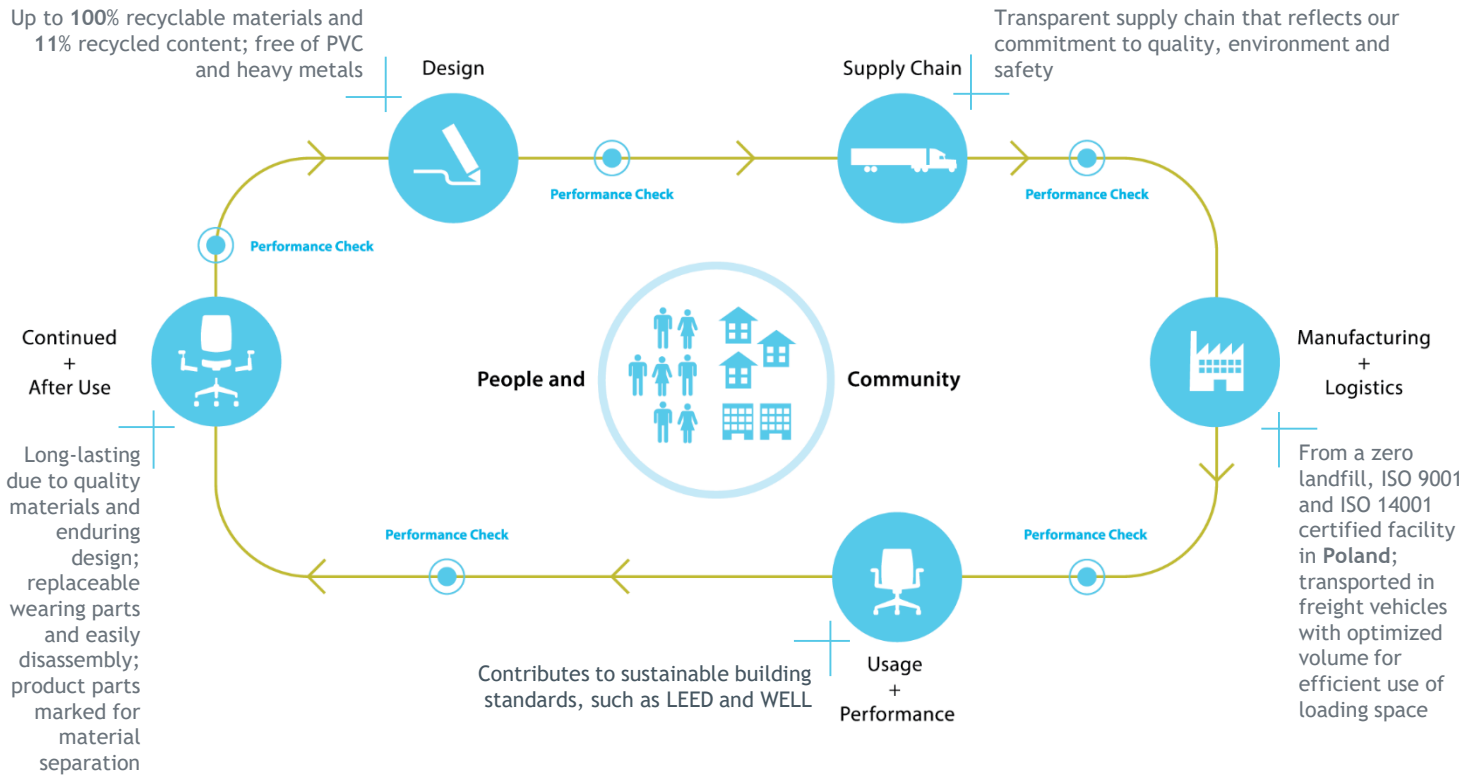 Up to 100% recyclable materials and
11% recycled content; free of PVC
and heavy metals
Design
Supply Chain
Transparent supply chain that reflects our
commitment to quality, environment and
safety
Performance Check
Performance Check
Performance Check
Continued
+
After Use
People and
Community
Manufacturing
+
Logistics
Long-lasting
due to quality
materials and
enduring
design;
replaceable
wearing parts
and easily
disassembly;
product parts
marked for
material
separation
From a zero
landfill, ISO 9001
and ISO 14001
certified facility
in Poland;
transported in
freight vehicles
with optimized
volume for
efficient use of
loading space
Performance Check
Performance Check
Contributes to sustainable building
standards, such as LEED and WELL
Usage
+
Performance